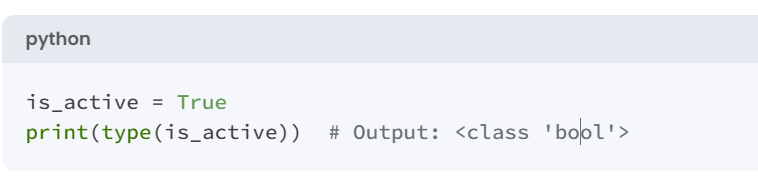 python
is_active = True
print(type(is_active))  # Output: <class 'bool'>